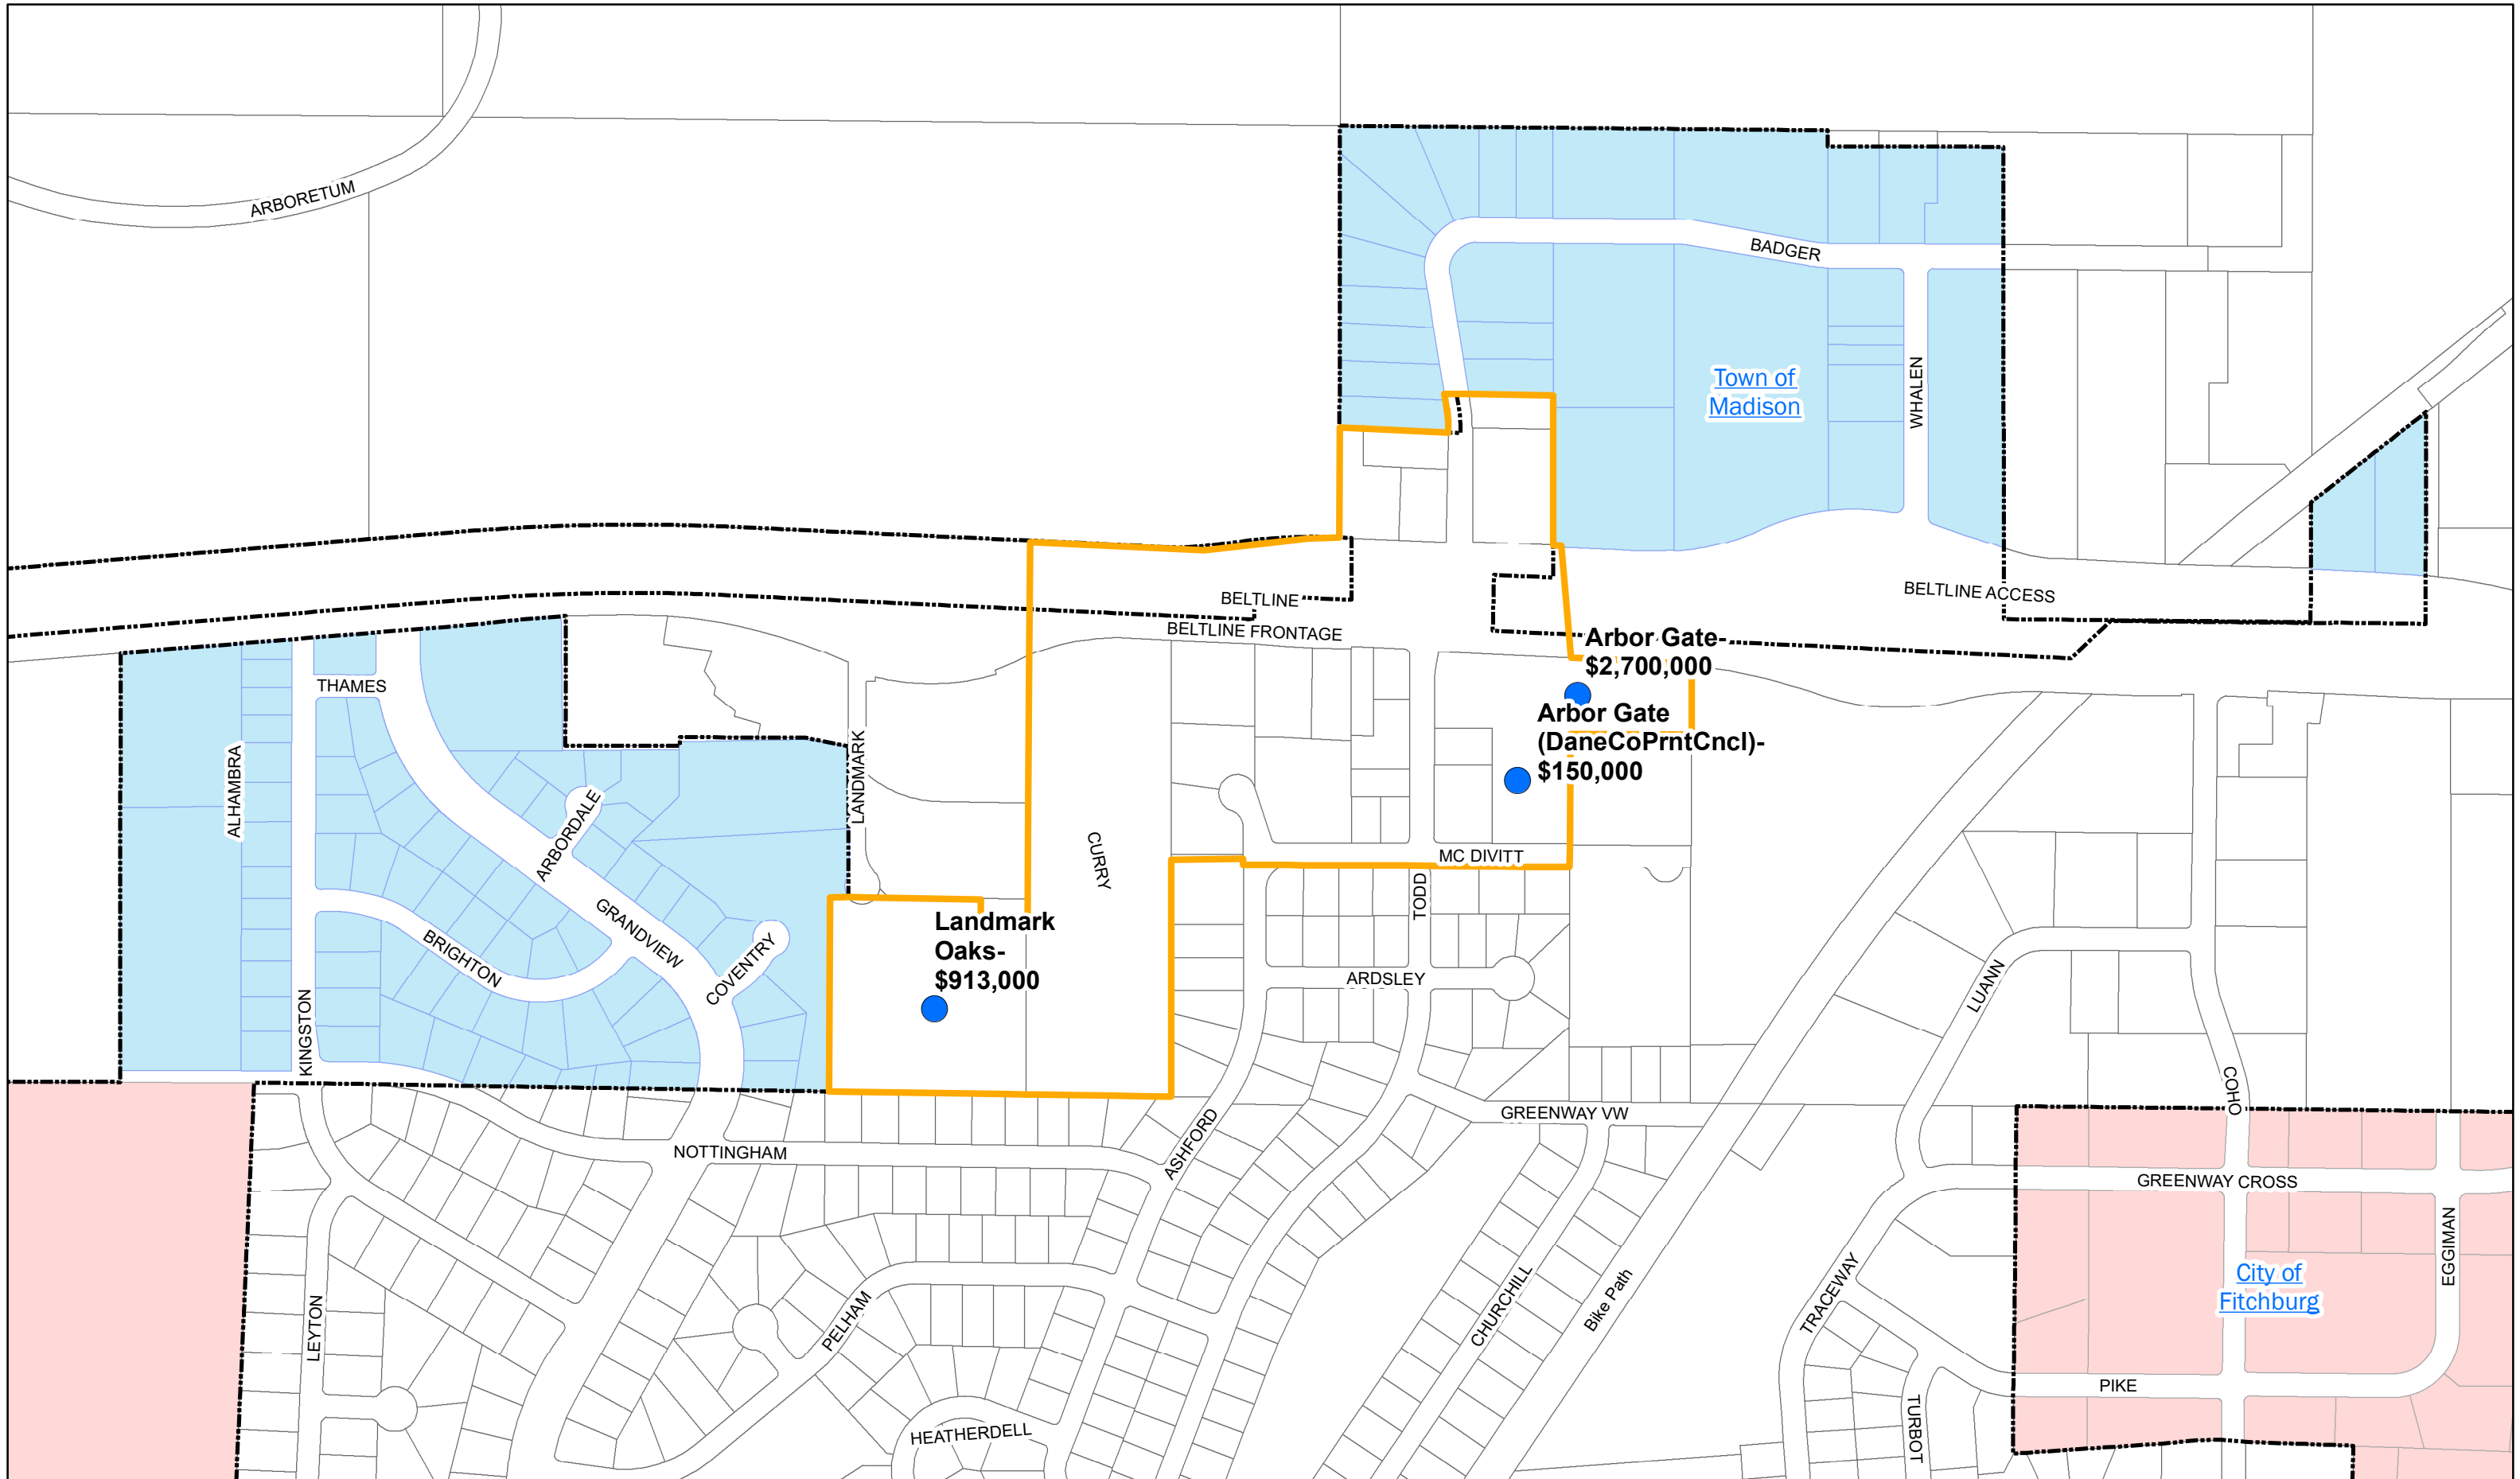 ARBORETUM
BADGER
Town of
Madison
WHALEN
BELTLINE ACCESS
BELTLINE
BELTLINE FRONTAGE
Arbor Gate-
$2,700,000
Arbor Gate
(DaneCoPrntCncl)-
$150,000
THAMES
ALHAMBRA
LANDMARK
ARBORDALE
CURRY
MC DIVITT
TODD
Landmark
Oaks-
$913,000
GRANDVIEW
BRIGHTON
COVENTRY
ARDSLEY
LUANN
KINGSTON
COHO
GREENWAY VW
ASHFORD
NOTTINGHAM
GREENWAY CROSS
EGGIMAN
City of
Fitchburg
LEYTON
PELHAM
CHURCHILL
Bike Path
TRACEWAY
PIKE
TURBOT
HEATHERDELL